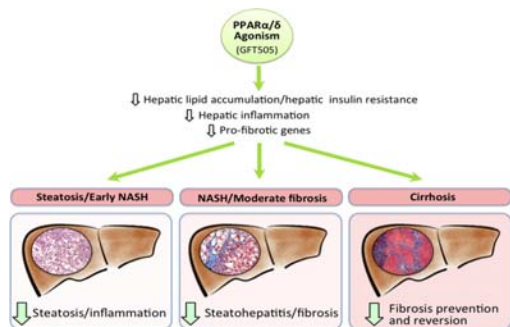 PPARα/δ
Agonism
(GFT505)
⇩ Hepatic lipid accumulation/hepatic insulin resistance
⇩ Hepatic inflammation
⇩ Pro-fibrotic genes
Steatosis/Early NASH
NASH/Moderate fibrosis
Cirrhosis
Steatosis/inflammation
Steatohepatitis/fibrosis
Fibrosis prevention
and reversion